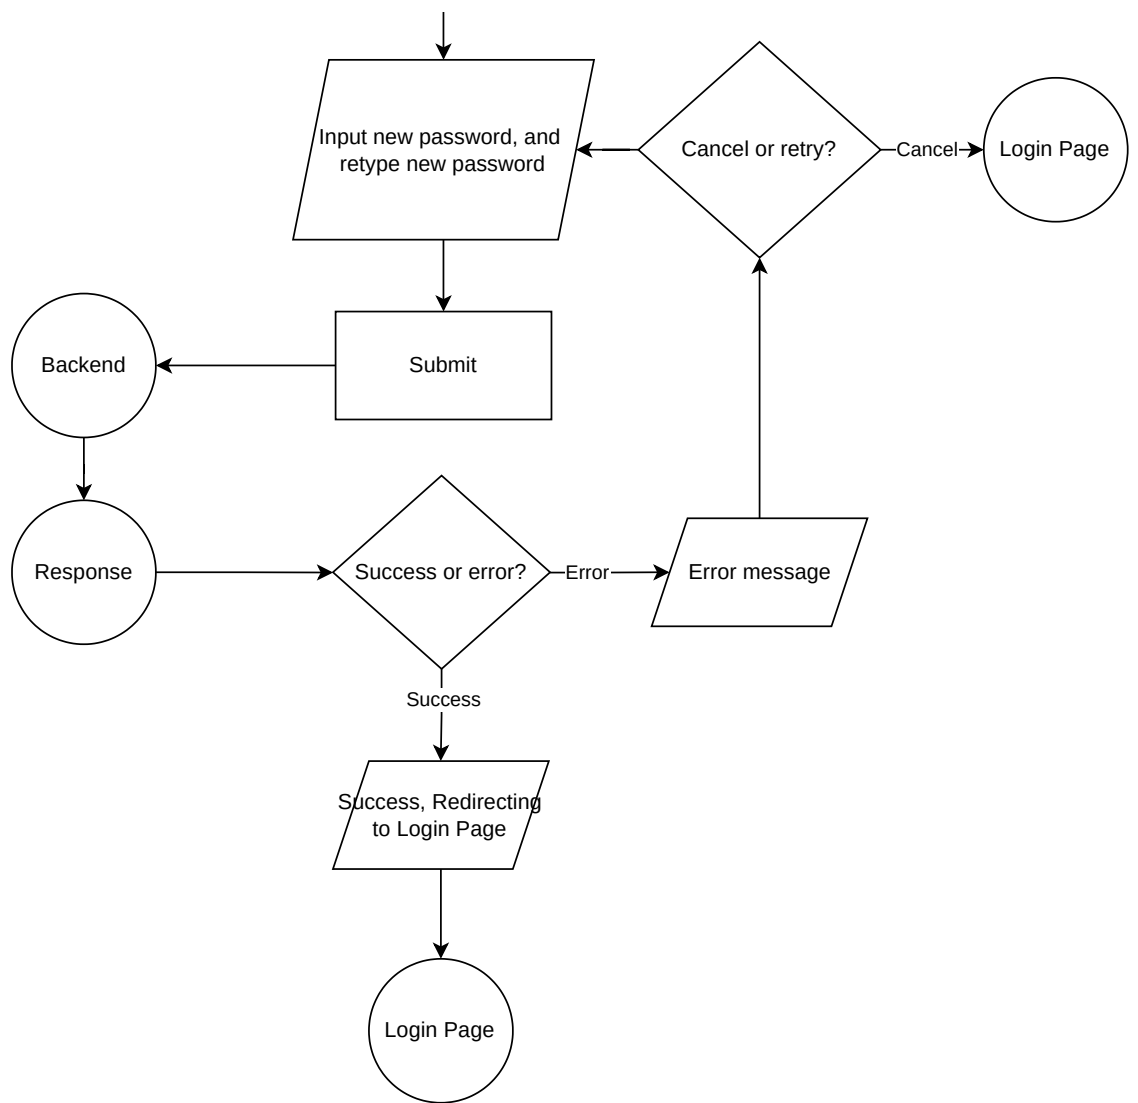 Input new password, and
retype new password
Cancel or retry?
Cancel
Login Page
Backend
Submit
Response
Success or error?
Error
Error message
Success
Success, Redirecting
to Login Page
Login Page